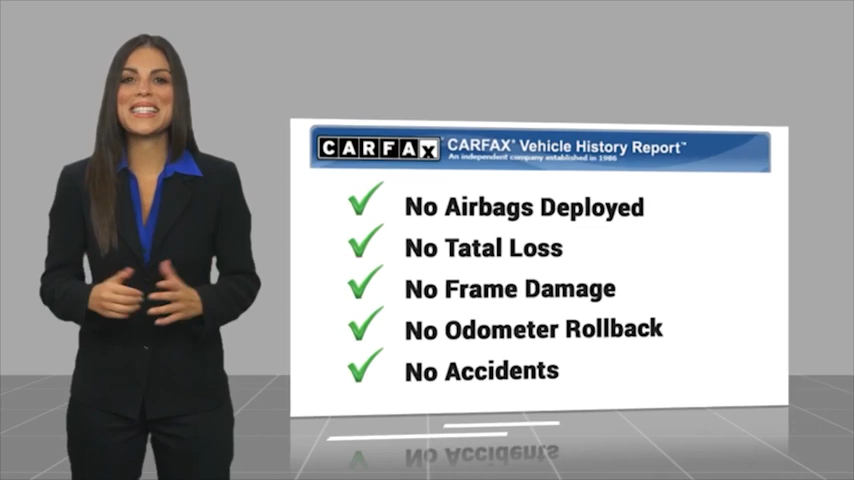 CARFAX CARFAX® Vehicle History Report™
An independent company established in 1986
No Airbags Deployed
No Tatal Loss
No Frame Damage
No Odometer Rollback
No Accidents
No Accidents